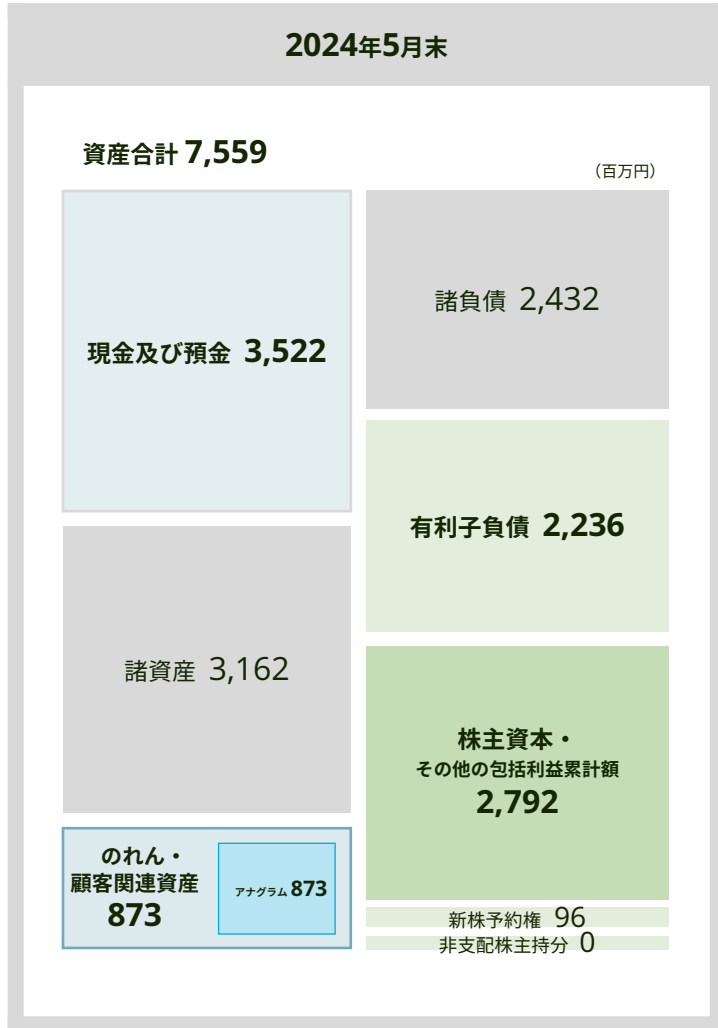 2024年5月末
資産合計 7,559
（百万円）
現金及び預金 3,522
諸資産 3,162
のれん・
顧客関連資産
873
アナグラム 873
諸負債 2,432
有利子負債 2,236
株主資本・
その他の包括利益累計額
2,792
新株予約権 96
非支配株主持分 0